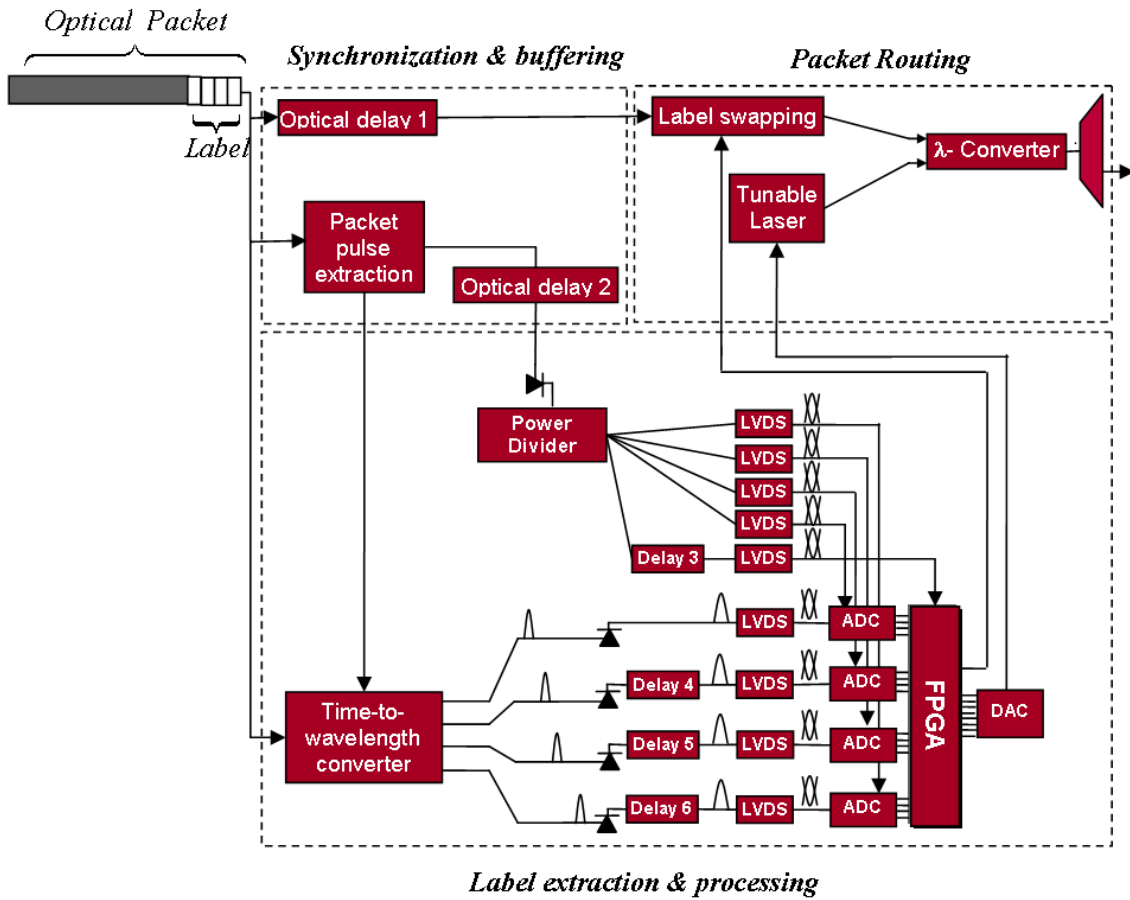 Optical Packet
Synchronization & buffering
Packet Routing
Optical delay 1
Label swapping
Label
λ- Converter
Tunable
Laser
Packet
pulse
extraction
Optical delay 2
Power
Divider
LVDS
LVDS
LVDS
LVDS
Delay 3
LVDS
LVDS
ADC
Delay 4
LVDS
ADC
FPGA
DAC
Time-to-
wavelength
converter
Delay 5
LVDS
ADC
Delay 6
LVDS
ADC
Label extraction & processing